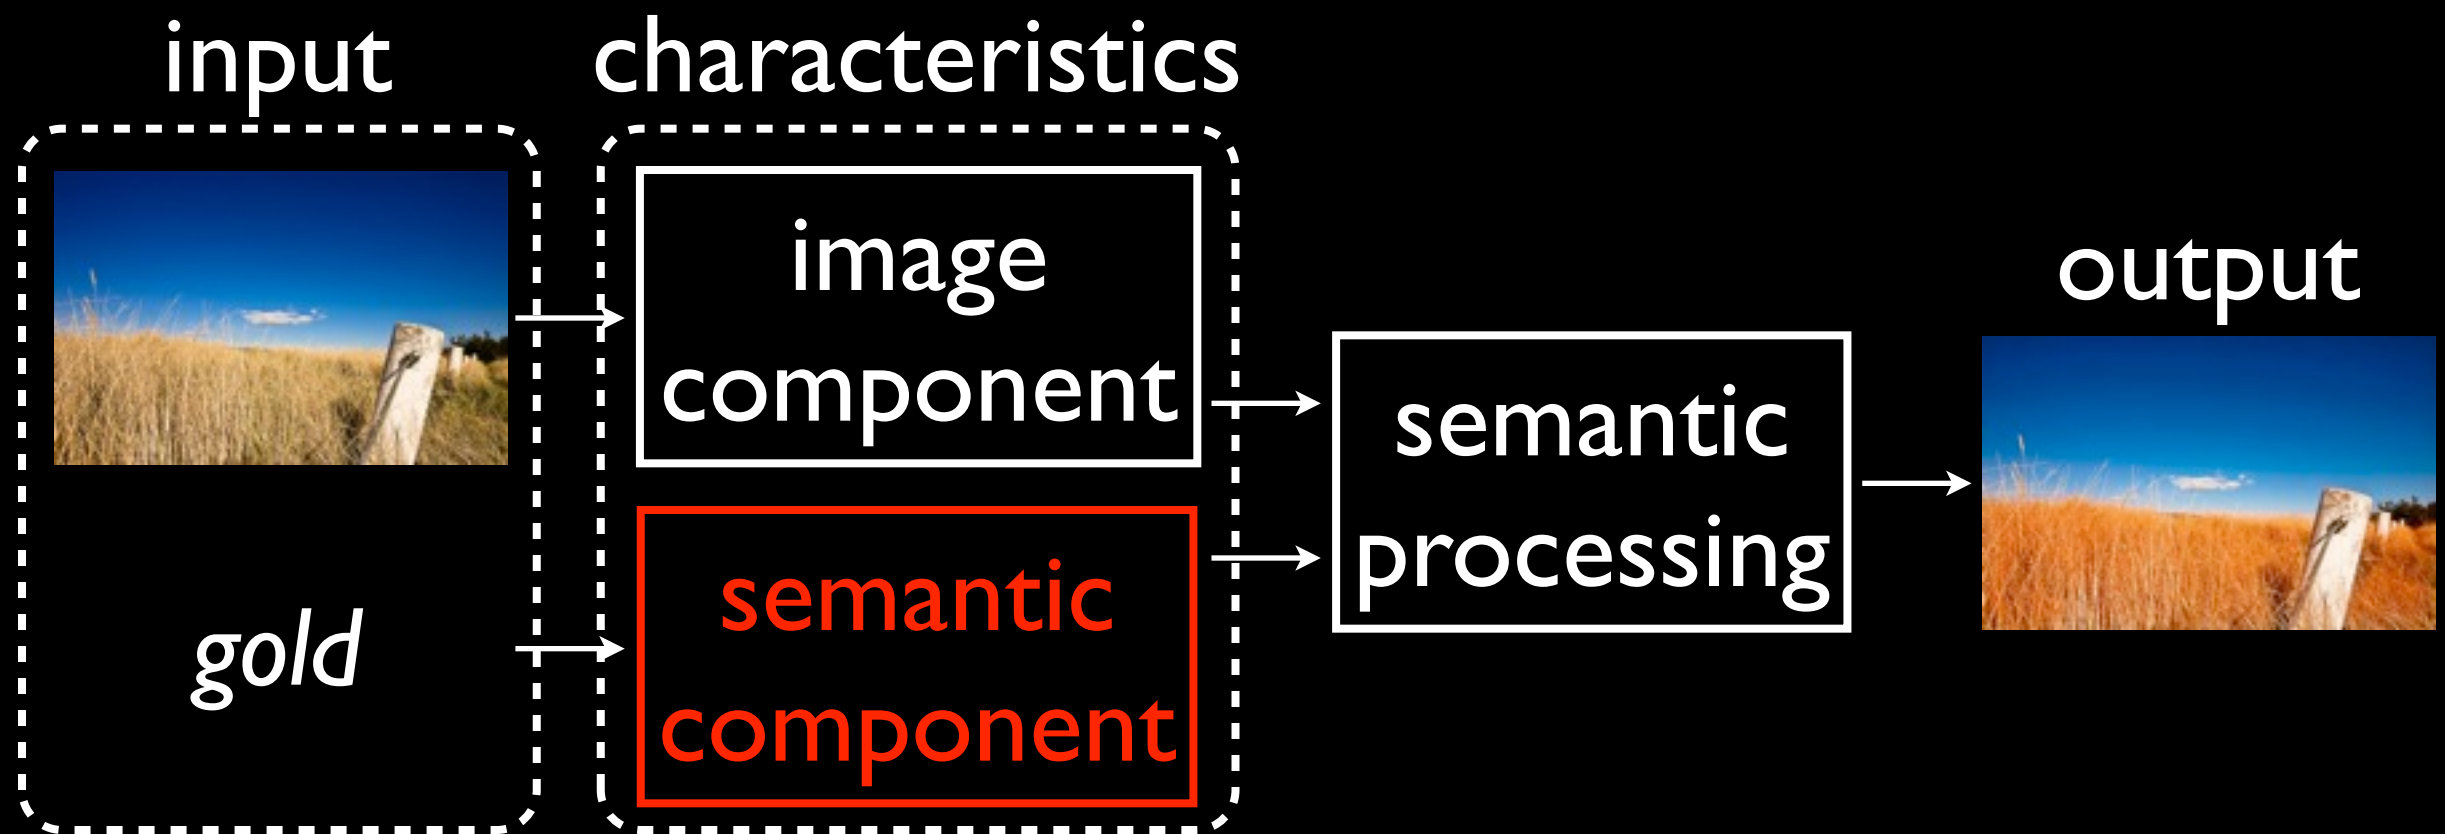 input
characteristics
image
component
gold
semantic
component
semantic
processing
output